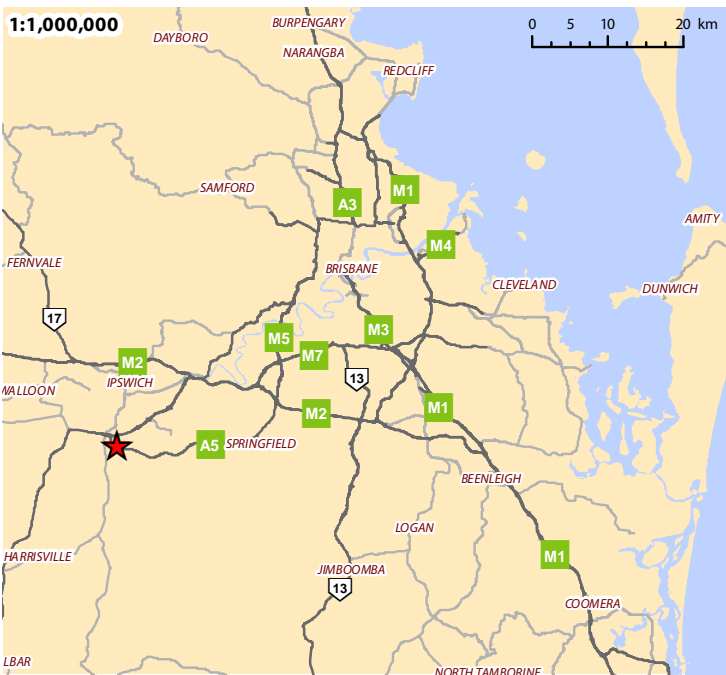 1:1,000,000
BURPENGARY
0 5 10 20 km
DAYBORO
NARANGBA
REDCLIFF
SAMFORD
M1
A3
AMITY
M4
FERNVALE
BRISBANE
CLEVELAND
DUNWICH
17
M3
M5
M7
M2
13
WALLOON
IPSWICH
M1
M2
A5
SPRINGFIELD
BEENLEIGH
LOGAN
HARRISVILLE
M1
JIMBOOMBA
13
COOMERA
LBAR
NORTH TAMBORINE